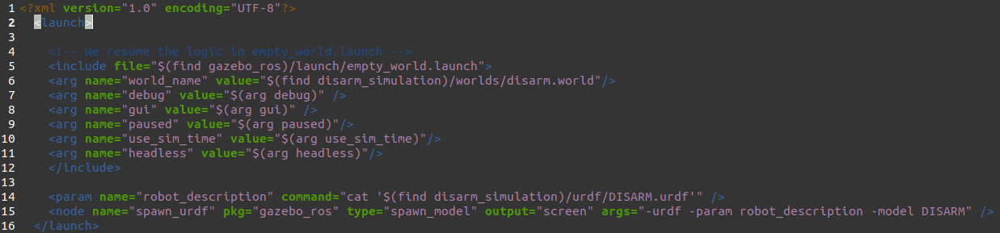 1 <?xml version="1.0" encoding="UTF-8"?>
2 <launch>
3
4 <!-- We resume the logic in empty_world.launch -->
5 <include file="$(find gazebo_ros)/launch/empty_world.launch">
6 <arg name="world_name" value="$(find disarm_simulation)/worlds/disarm.world"/>
7 <arg name="debug" value="$(arg debug)" />
8 <arg name="gui" value="$(arg gui)" />
9 <arg name="paused" value="$(arg paused)"/>
10 <arg name="use_sim_time" value="$(arg use_sim_time)"/>
11 <arg name="headless" value="$(arg headless)"/>
12 </include>
13
14 <param name="robot_description" command="cat '$(find disarm_simulation)/urdf/DISARM.urdf'" />
15 <node name="spawn_urdf" pkg="gazebo_ros" type="spawn_model" output="screen" args="-urdf -param robot_description -model DISARM" />
16 </launch>